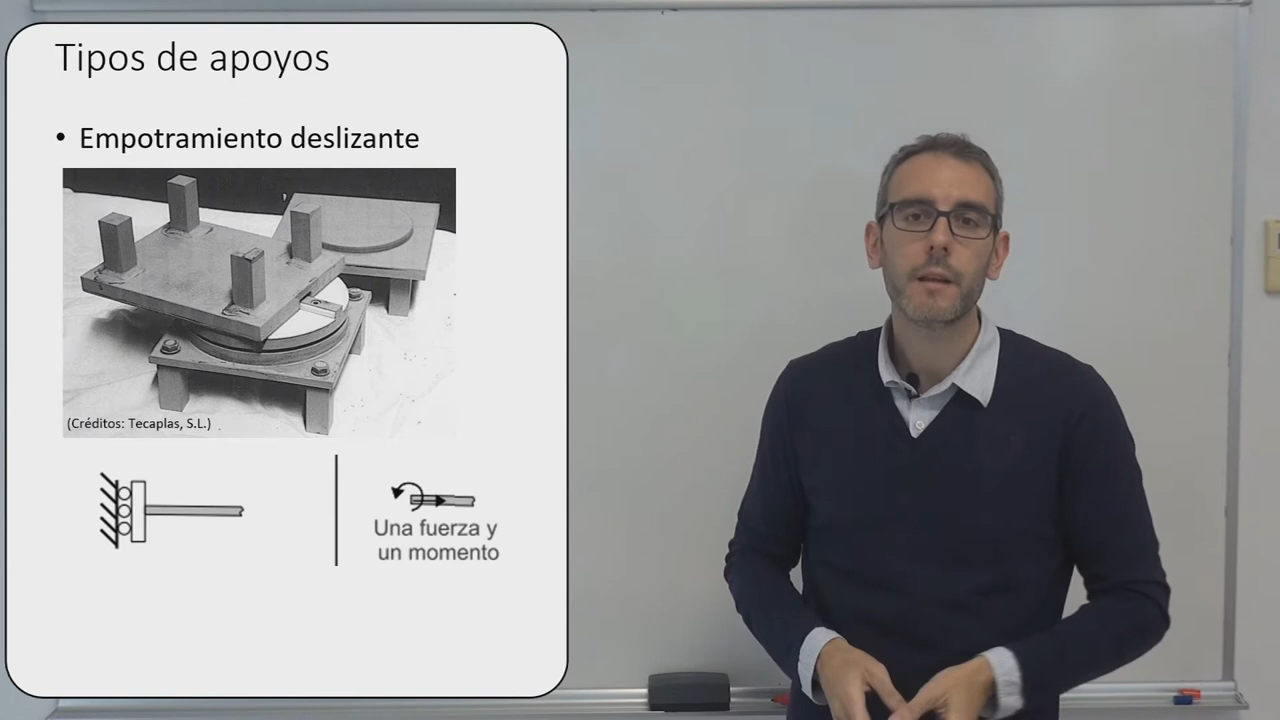 Tipos de apoyos
• Empotramiento deslizante
(Créditos: Tecaplas, S.L.)
Una fuerza y
un momento